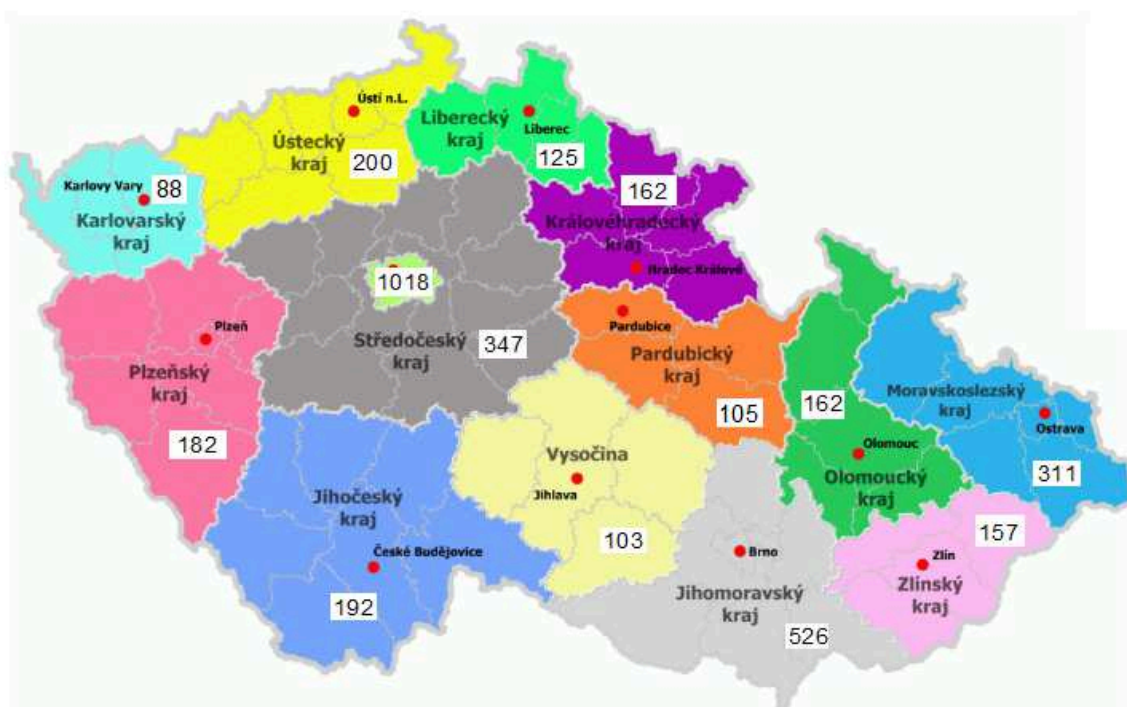 Ústí n.L.
Ústecký
kraj
200
Liberecký
kraj
Liberec
125
Karlovy Vary
88
Karlovarský
kraj
162
Královéhradecký
kraj
Hradec Králové
1018
Středočeský
kraj
347
Plzeň
Plzeňský
kraj
182
Pardubice
Pardubický
kraj
105
162
Olomouc
Olomoucký
kraj
Moravskoslezský
kraj
Ostrava
311
Vysočina
Jihlava
103
Jihočeský
kraj
České Budějovice
192
Brno
Jihomoravský
kraj
526
157
Zlín
Zlínský
kraj